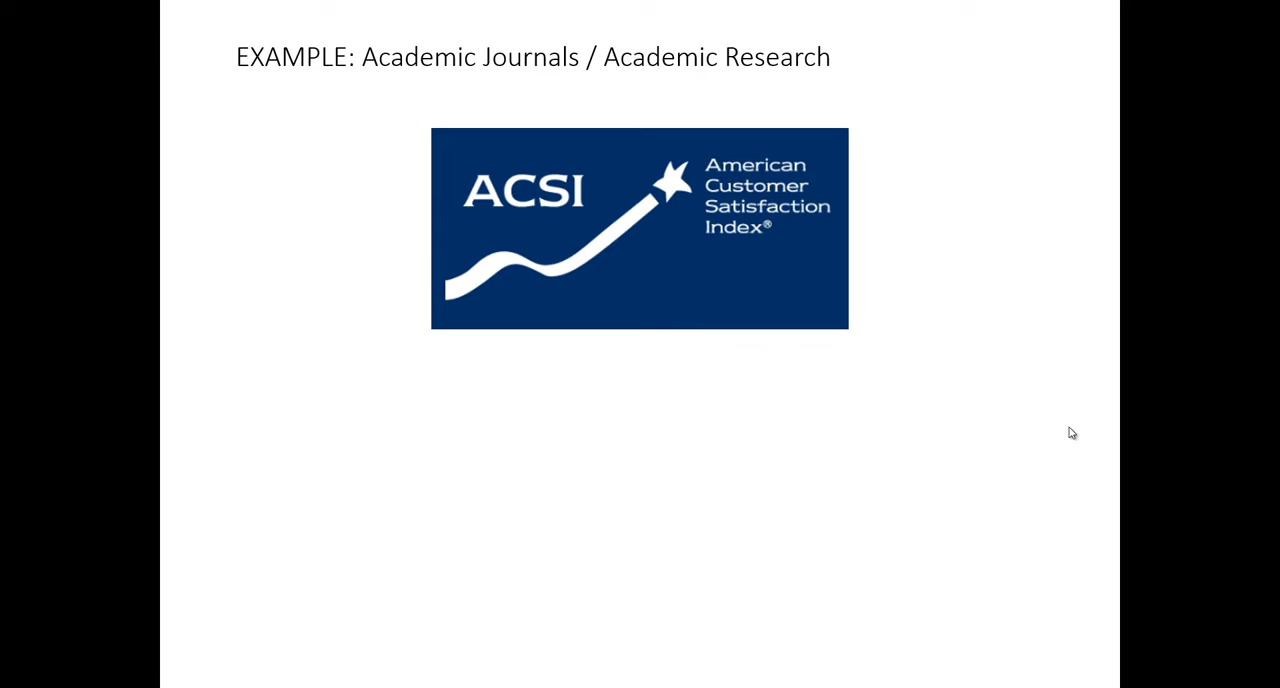 EXAMPLE: Academic Journals / Academic Research
ACSI
American
Customer
Satisfaction
Index®